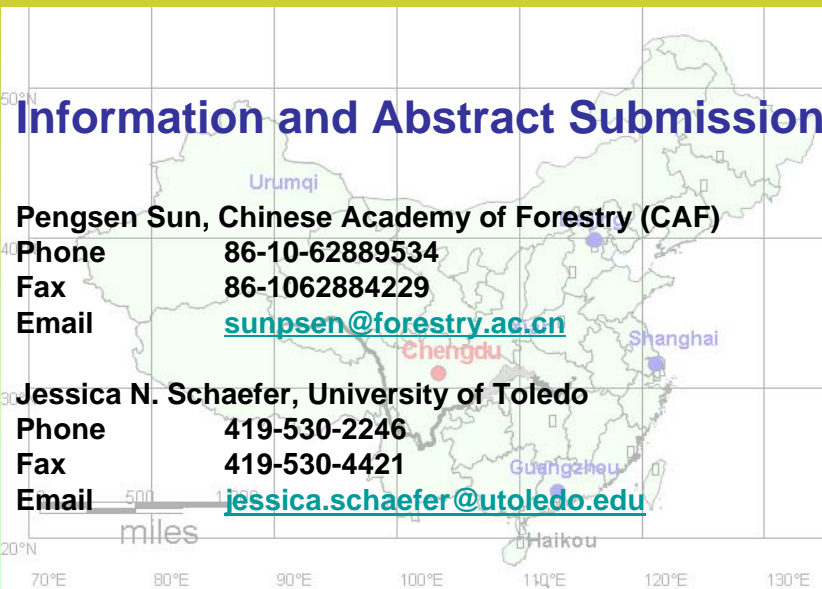 50°N
Information and Abstract Submission
Urumqi
Pengsen Sun, Chinese Academy of Forestry (CAF)
40
Phone 86-10-62889534
Fax 86-1062884229
Email sunpsen@forestry.ac.cn
Shanghai
Chengdu
30
Jessica N. Schaefer, University of Toledo
Phone 419-530-2246
Fax 419-530-4421
Guangzhou
Email jessica.schaefer@utoledo.edu
500
miles
Haikou
20°N
70°E 80°E 90°E 100°E 110°E 120°E 130°E